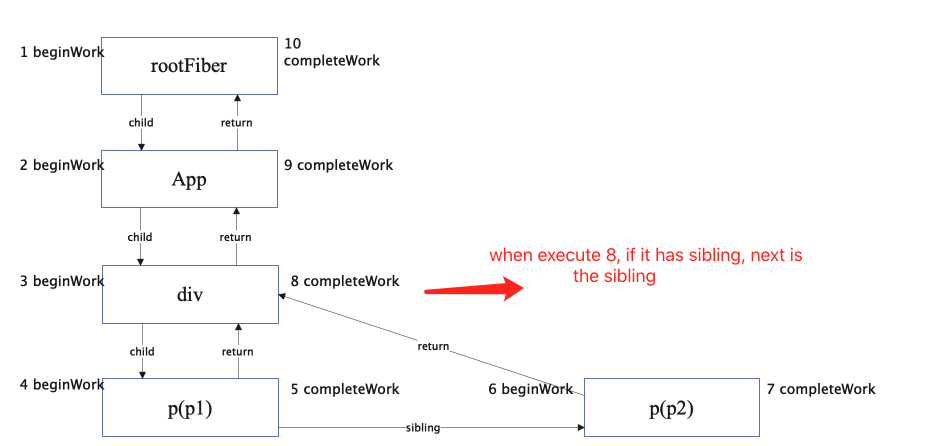 1 beginWork
rootFiber
10
completeWork
child
return
2 beginWork
App
9 completeWork
child
return
when execute 8, if it has sibling, next is
the sibling
3 beginWork
div
8 completeWork
child
return
return
4 beginWork
p(p1)
5 completeWork
6 beginWork
p(p2)
7 completeWork
sibling